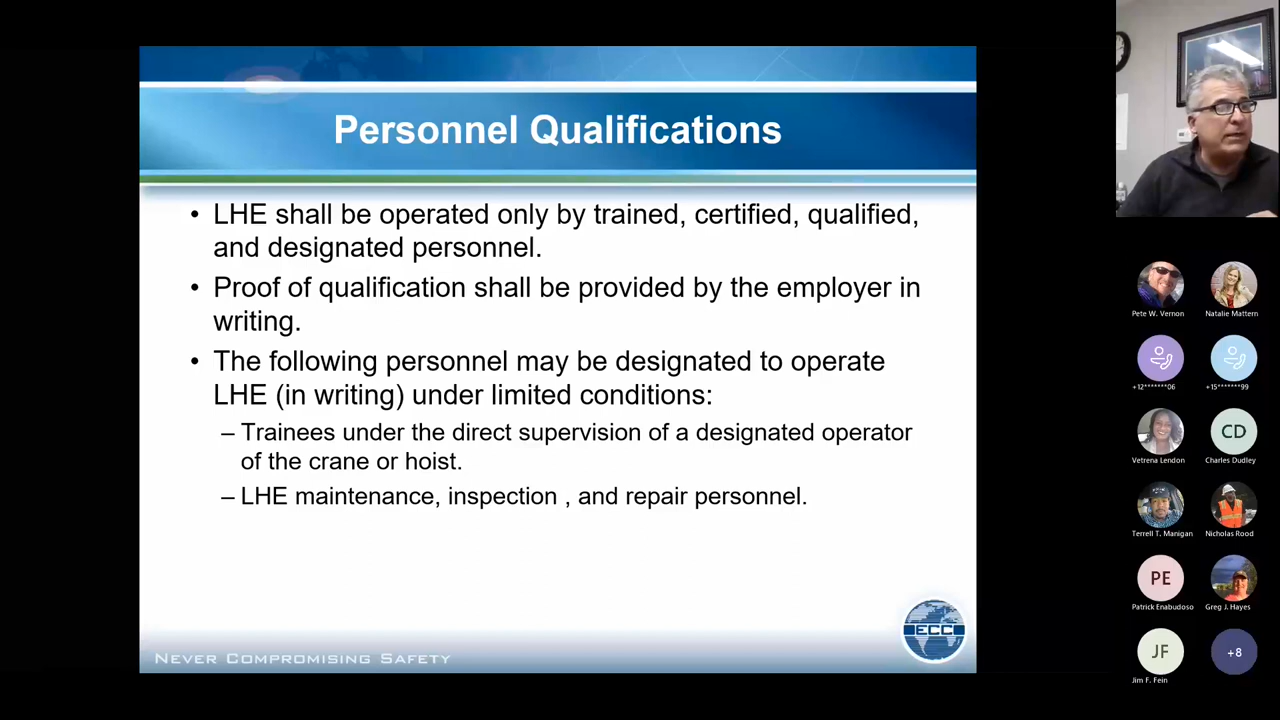 Personnel Qualifications
• LHE shall be operated only by trained, certified, qualified,
and designated personnel.
• Proof of qualification shall be provided by the employer in
writing.
• The following personnel may be designated to operate
LHE (in writing) under limited conditions:
– Trainees under the direct supervision of a designated operator
of the crane or hoist.
– LHE maintenance, inspection , and repair personnel.
ECC
NEVER COMPROMISING SAFETY
Pete W. Vernon
Natalie Mattern
+12*******06
+15*******99
Vetrena Lendon
CD
Charles Dudley
Terrell T. Manigan
Nicholas Rood
PE
Patrick Enabudoso
Greg J. Hayes
JF
Jim F. Fein
+8